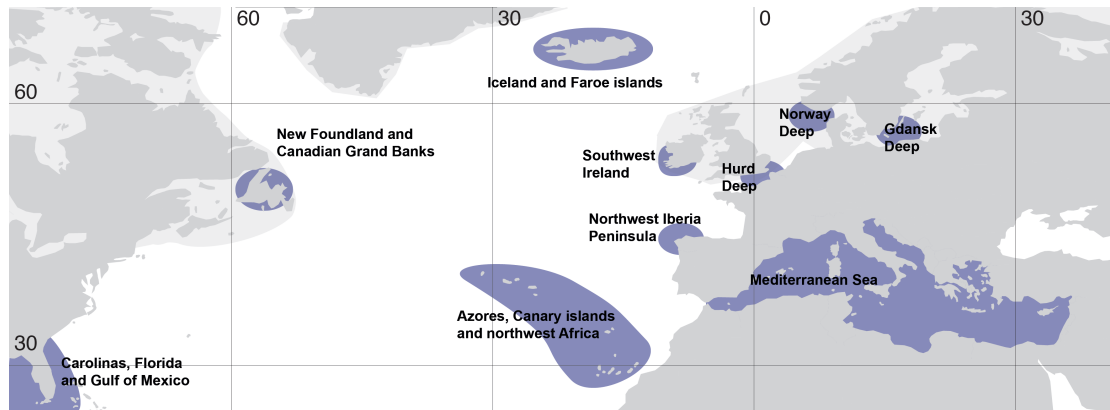 60
30
0
30
Iceland and Faroe islands
60
Norway
Deep
Gdansk
Deep
New Foundland and
Canadian Grand Banks
Southwest
Ireland
Hurd
Deep
Northwest Iberia
Peninsula
Mediterranean Sea
Azores, Canary islands
and northwest Africa
30
Carolinas, Florida
and Gulf of Mexico